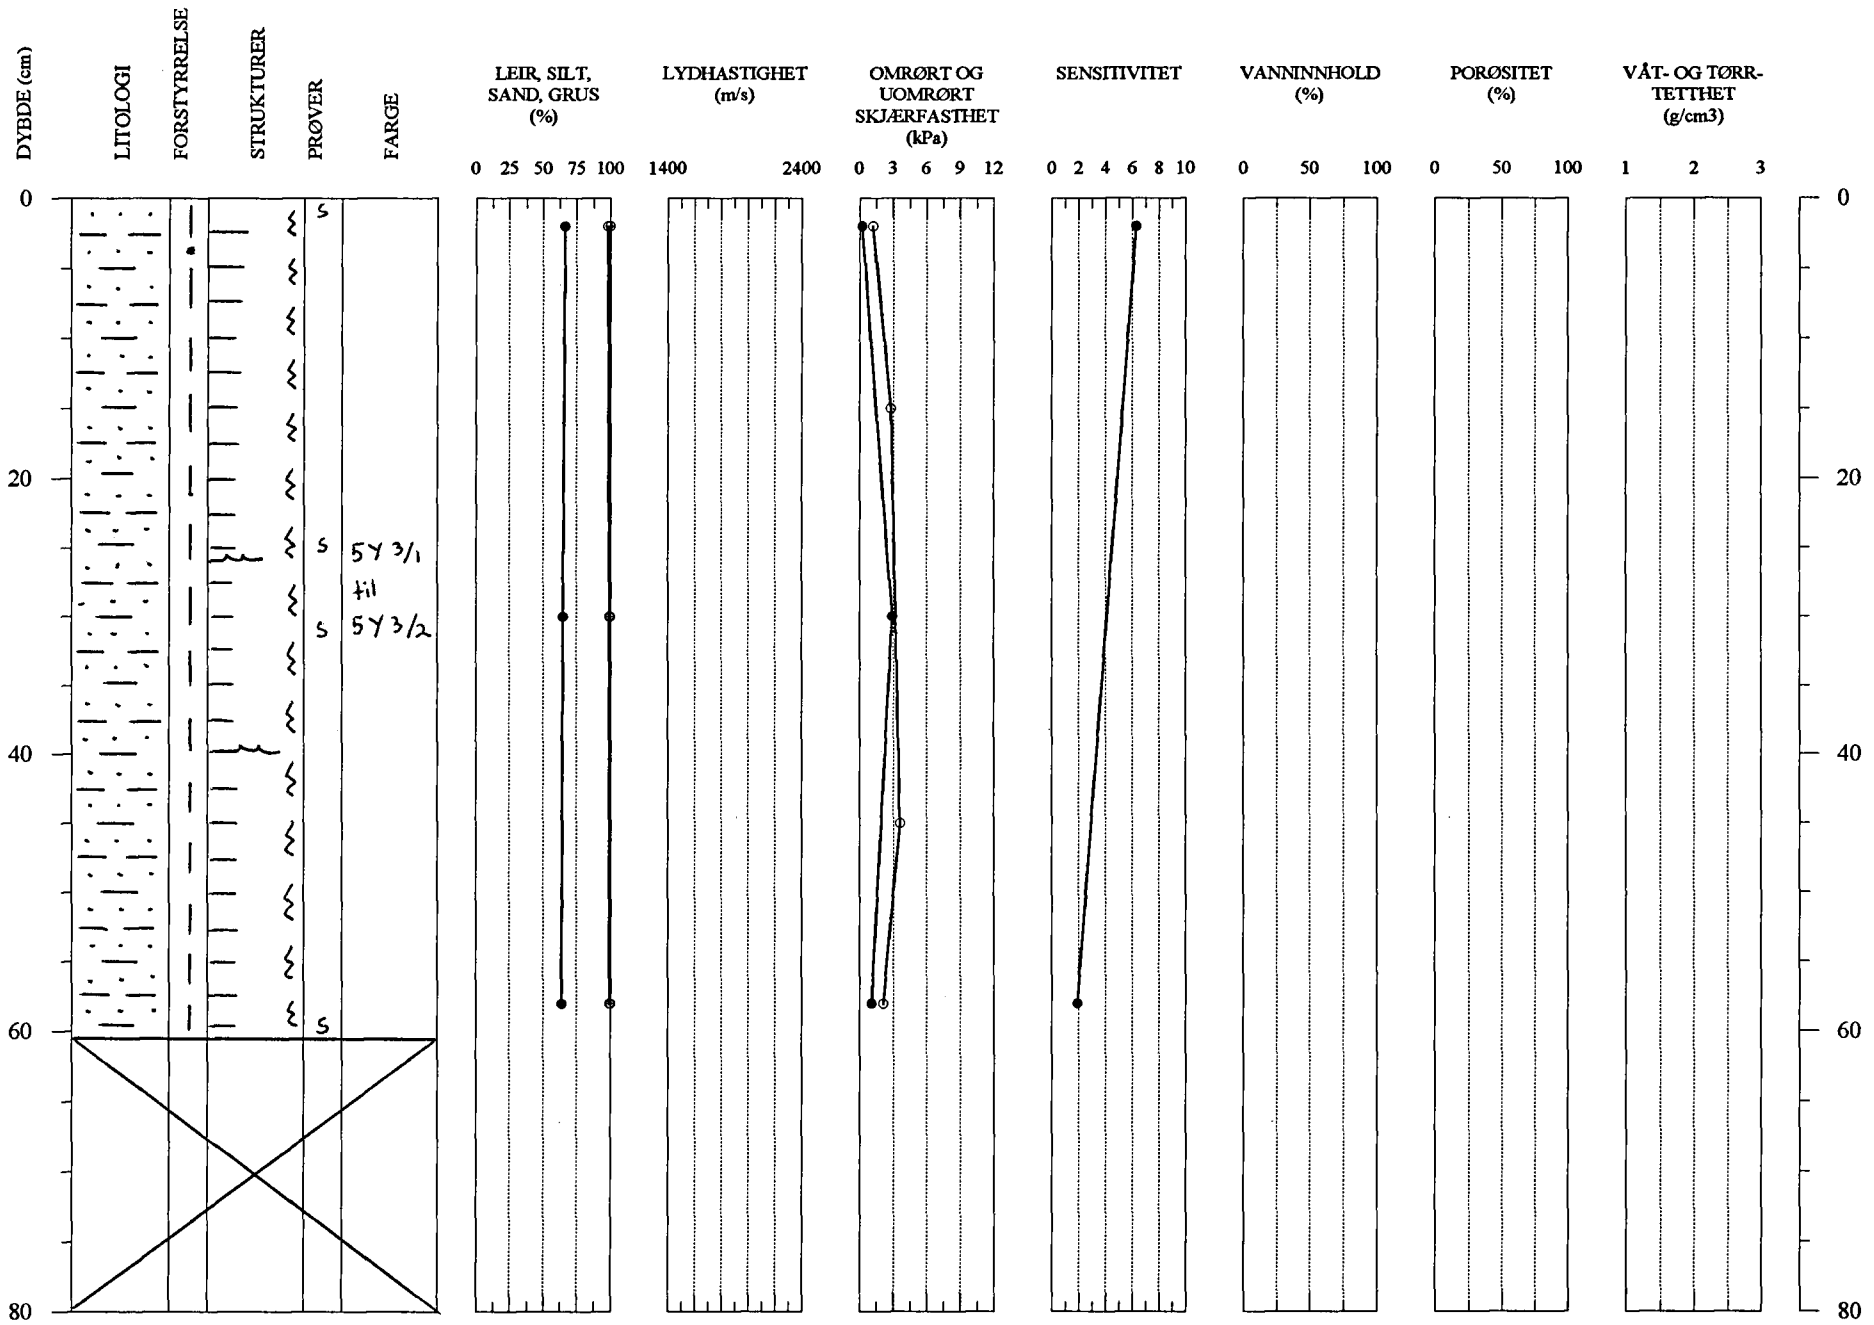 DYBDE (cm)
LITOLOGI
FORSTYRRELSE
STRUKTURER
PRØVER
FARGE
LEIR, SILT,
SAND, GRUS
(%)
LYDHASTIGHET
(m/s)
OMRØRT OG
UOMRØRT
SKJÆRFASTHET
(kPa)
SENSITIVITET
VANNINNHOLD
(%)
PORØSITET
(%)
VÅT- OG TØRR-
TETTHET
(g/cm3)
0 25 50 75 100
1400 2400
0 3 6 9 12
0 2 4 6 8 10
0 100
0 100
1 2 3
0 S 0
20 20
S 5Y 3/1
til
S 5Y 3/2
40 40
60 S 60
80 80